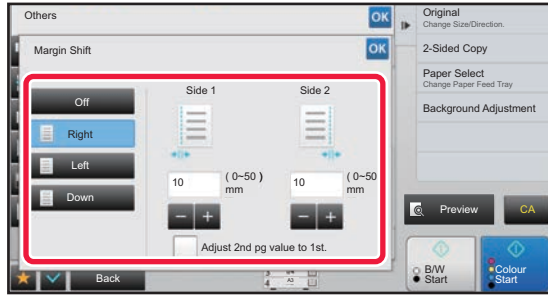 Others
OK
Margin Shift
OK
Off
Right
Left
Down
Side 1
Side 2
10
( 0~50 )
mm
10
( 0~50
mm
− +
− +
Adjust 2nd pg value to 1st.
Back
4
A3
Original
Change Size/Direction.
2-Sided Copy
Paper Select
Change Paper Feed Tray
Background Adjustment
Preview
CA
B/W
Start
Colour
Start